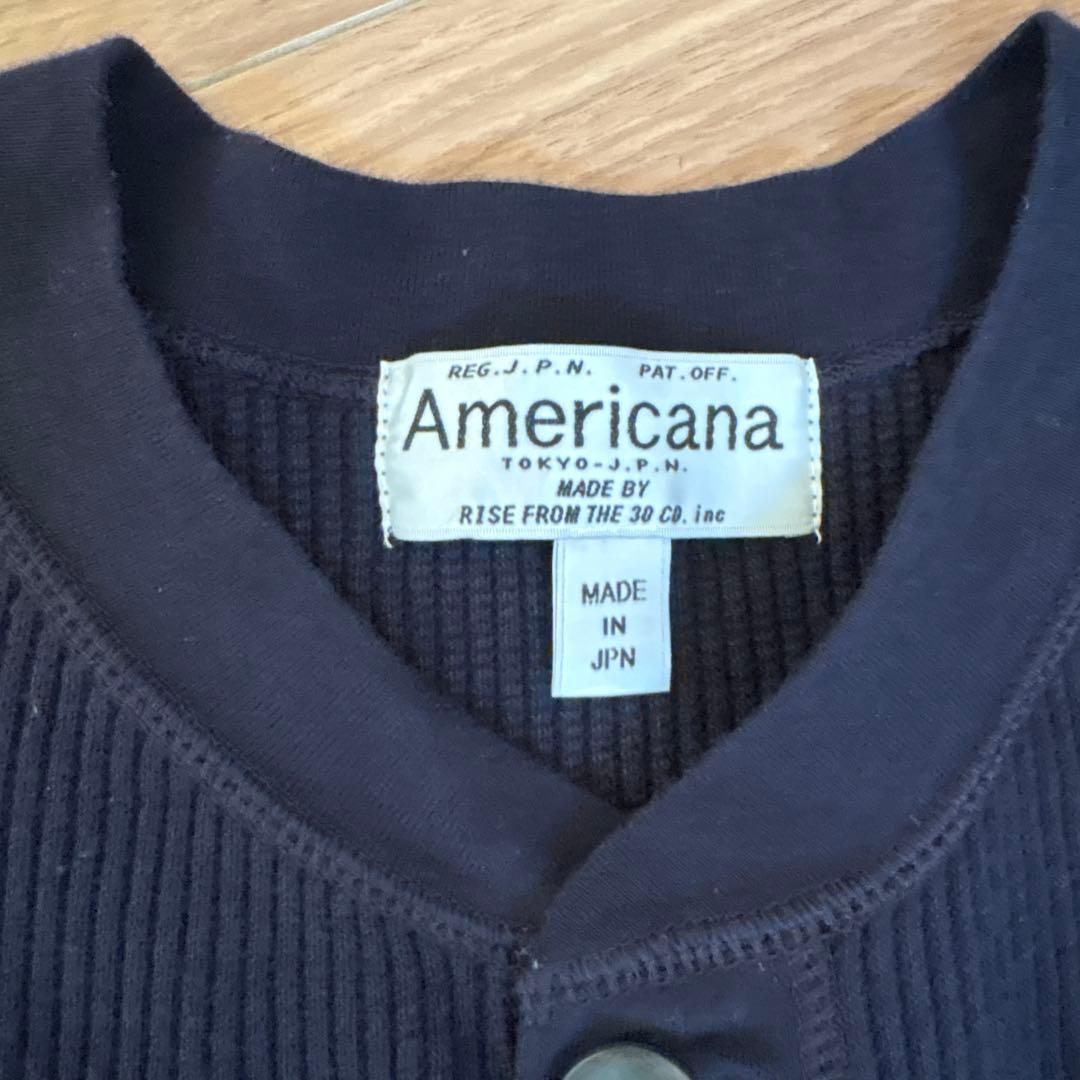 REG.J.P.N. PAT.OFF.
Americana
TOKYO-J.P.N.
MADE BY
RISE FROM THE 30 CO. inc
MADE
IN
JPN